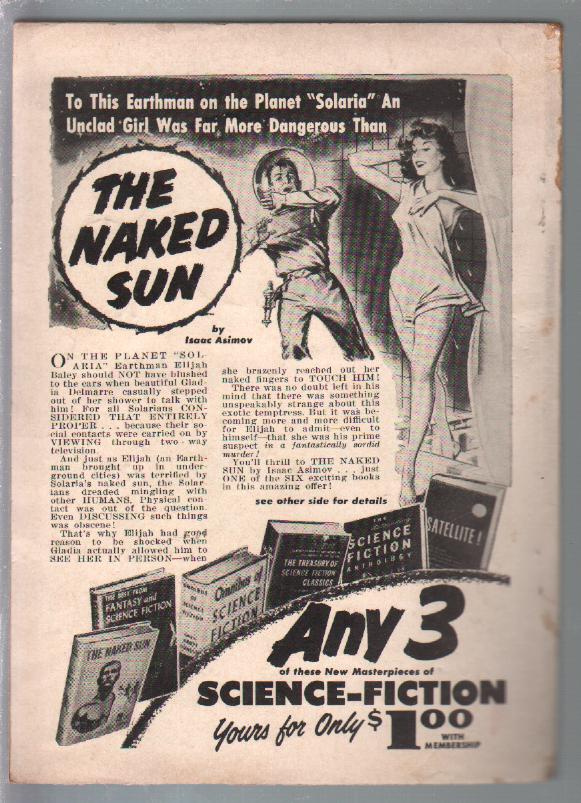 To This Earthman on the Planet "Solaria" An
Unclad Girl Was Far More Dangerous Than
THE
NAKED
SUN
by
Isaac Asimov
ON THE PLANET "SOL-
ARIA" Earthman Elijah
Baley should NOT have blushed
to the ears when beautiful Glad-
ia Delmarre casually stepped
out of her shower to talk with
him! For all Solarians CON-
SIDERED THAT ENTIRELY
PROPER . . . because their so-
cial contacts were carried on by
VIEWING through two-way
television.
And just as Elijah (an Earth-
man brought up in under-
ground cities) was terrified by
Solaria's naked sun, the Solar-
ians dreaded mingling with
other HUMANS. Physical con-
tact was out of the question.
Even DISCUSSING such things
was obscene!
That's why Elijah had good
reason to be shocked when
Gladia actually allowed him to
SEE HER IN PERSON—when
she brazenly reached out her
naked fingers to TOUCH HIM!
There was no doubt left in his
mind that there was something
unspeakably strange about this
exotic temptress. But it was be-
coming more and more difficult
for Elijah to admit—even to
himself—that she was his prime
suspect in a fantastically sordid
murder!
You'll thrill to THE NAKED
SUN by Isaac Asimov . . . just
ONE of the SIX exciting books
in this amazing offer!
see other side for details
THE NAKED SUN
THE BEST FROM
FANTASY and
SCIENCE FICTION
Omnibus of
SCIENCE
FICTION
THE TREASURY OF
SCIENCE FICTION
CLASSICS
THE
SCIENCE
FICTION
ANTHOLOGY
SATELLITE!
Any 3
of these New Masterpieces of
SCIENCE-FICTION
Yours for Only $1.00
WITH
MEMBERSHIP